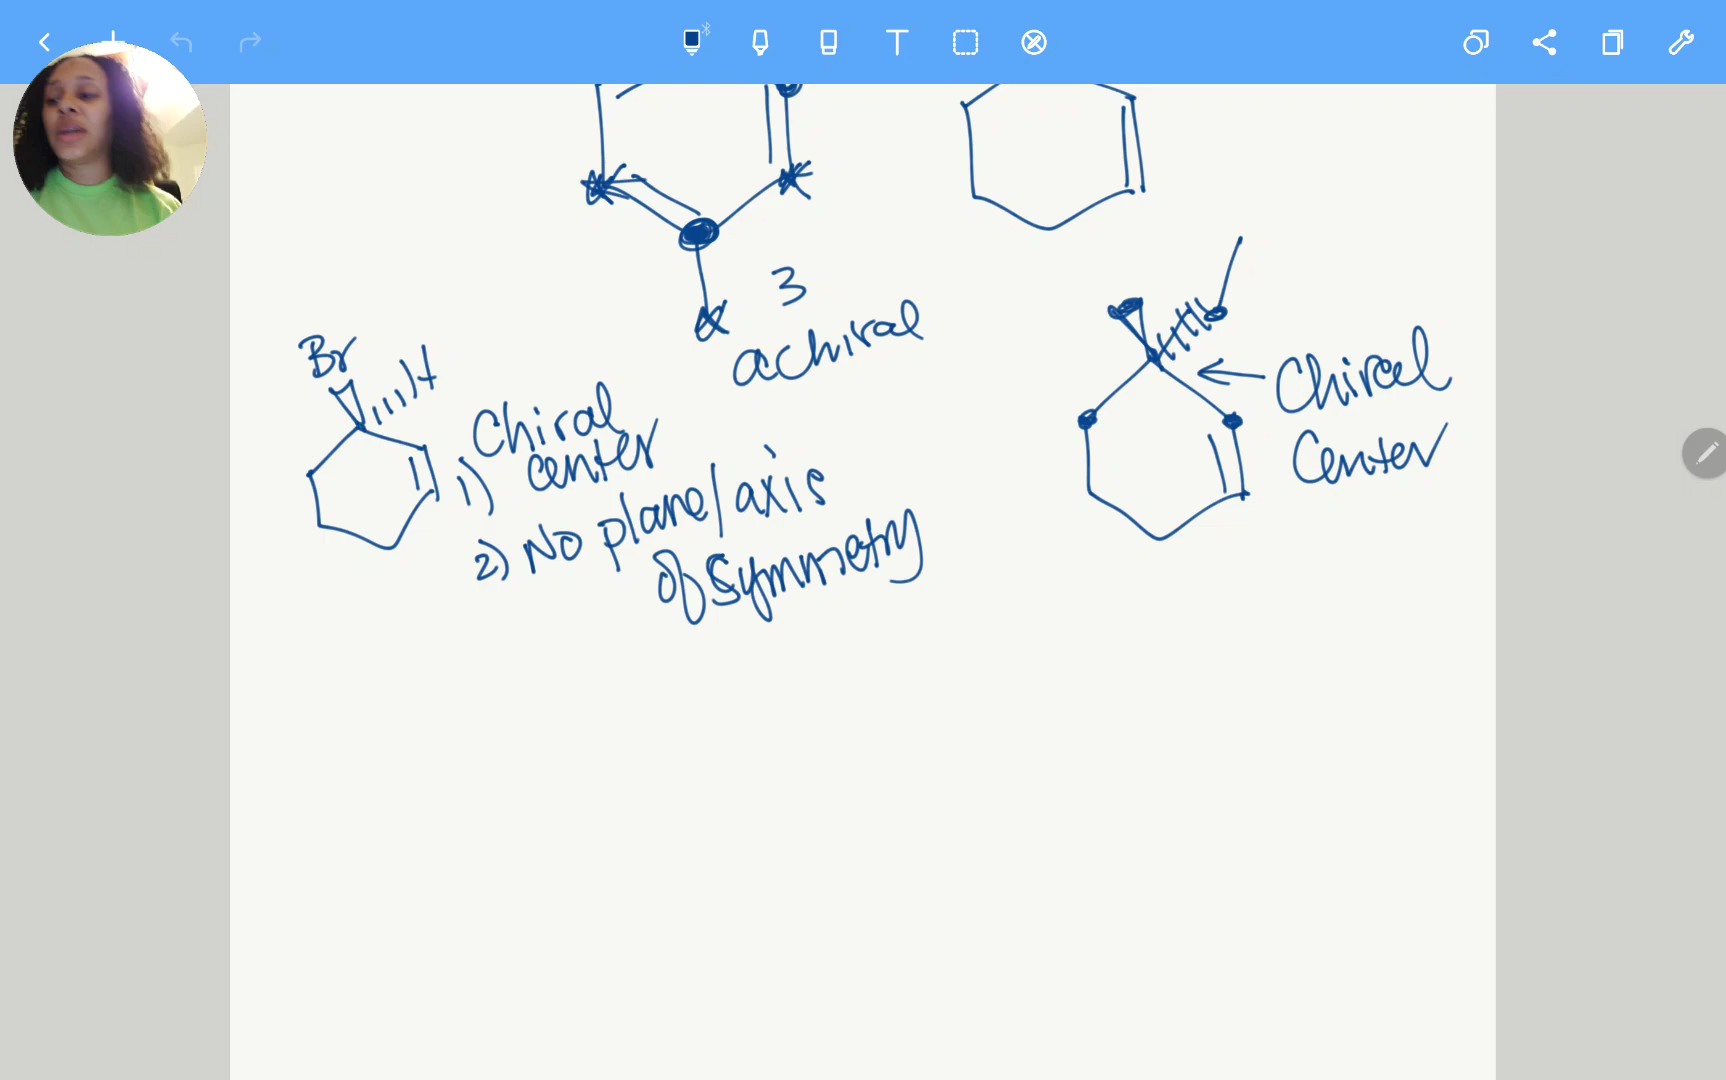 3
achiral
Br
H
Chiral
center
1)
2) No plane/axis
of symmetry
Chiral
Center
T